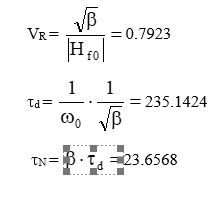 V_R = √β / |H_f0| = 0.7923
τ_d = 1/ω_0 · 1/√β = 235.1424
τ_N = β · τ_d = 23.6568